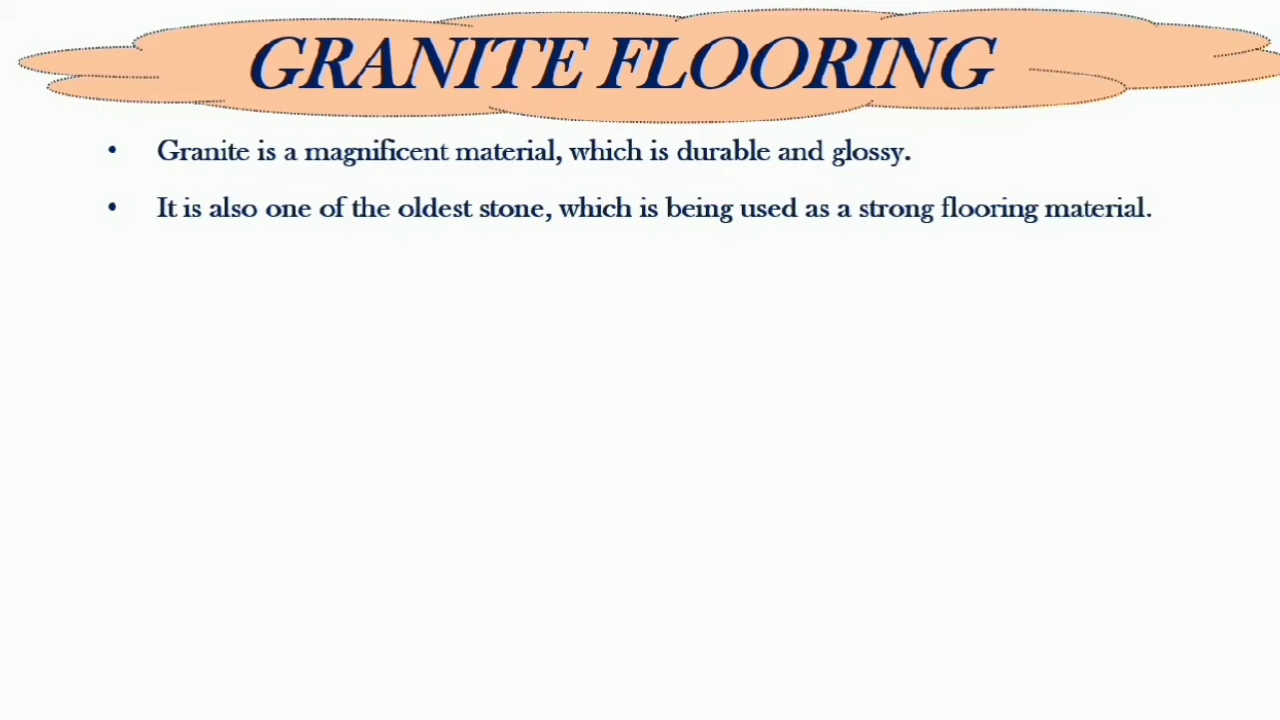 GRANITE FLOORING
• Granite is a magnificent material, which is durable and glossy.
• It is also one of the oldest stone, which is being used as a strong flooring material.